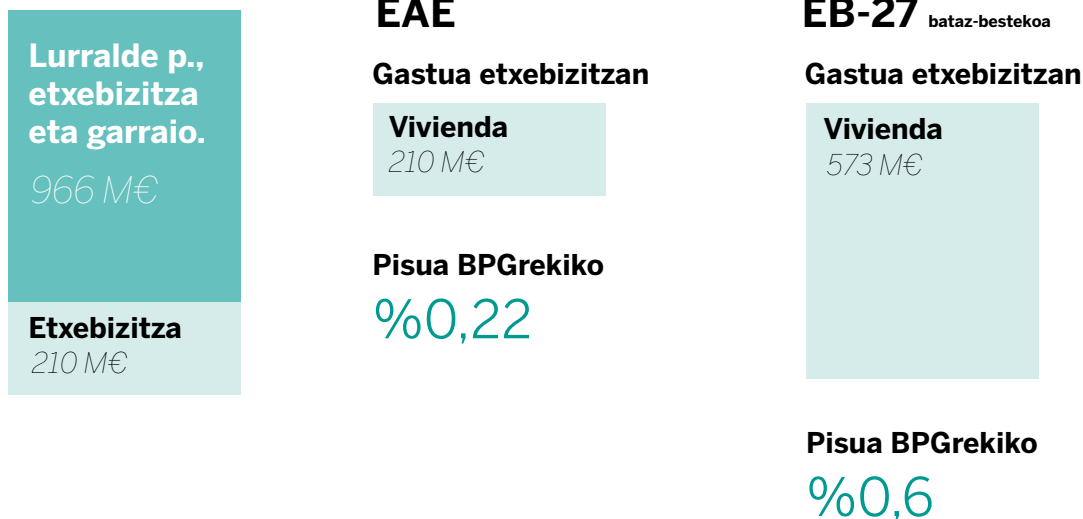 Lurralde p.,
etxebizitza
eta garraio.
966 M€
Etxebizitza
210 M€
EAE
Gastua etxebizitzan
Vivienda
210 M€
Pisua BPGrekiko
%0,22
EB-27 bataz-bestekoa
Gastua etxebizitzan
Vivienda
573 M€
Pisua BPGrekiko
%0,6